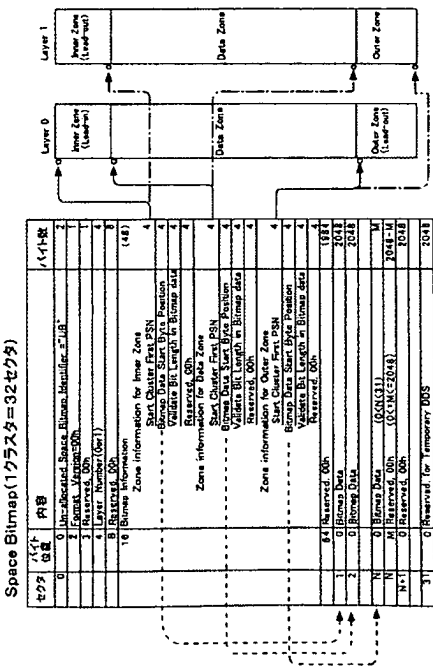 Space Bitmap(1クラスタ=32セクタ)
セクタ バイト位置 内容 バイト数
0 0 Un-allocated Space Bitmap Identifier ="UB" 2
2 Format Version=00h 1
3 Reserved, 00h 1
4 Layer Number(0or1) 4
8 Reserved, 00h 8
16 Bitmap Information (48)
Zone information for Inner Zone
Start Cluster First PSN 4
Bitmap Data Start Byte Position 4
Validate Bit Length in Bitmap data 4
Reserved, 00h 4
Zone information for Data Zone
Start Cluster First PSN 4
Bitmap Data Start Byte Position 4
Validate Bit Length in Bitmap data 4
Reserved, 00h 4
Zone information for Outer Zone
Start Cluster First PSN 4
Bitmap Data Start Byte Position 4
Validate Bit Length in Bitmap data 4
Reserved, 00h 4
64 Reserved, 00h 1984
1 0 Bitmap Data 2048
2 0 Bitmap Data 2048
N 0 Bitmap Data (0<N<31) M
N M Reserved, 00h (0<M<=2048) 2048-M
N+1 0 Reserved, 00h 2048
31 0 Reserved for Temporary DDS 2048
Layer 0
Inner Zone
(Lead-in)
Data Zone
Outer Zone
(Lead-out)
Layer 1
Inner Zone
(Lead-out)
Data Zone
Outer Zone